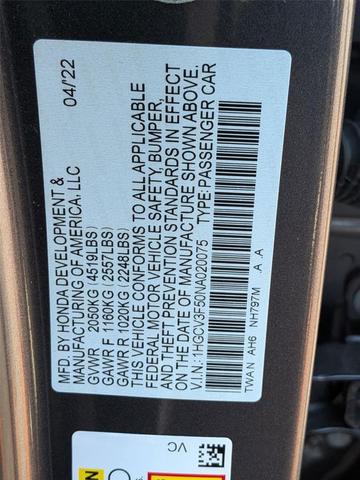 MFD. BY HONDA DEVELOPMENT & 04/22
MANUFACTURING OF AMERICA, LLC
GVWR 2050KG (4519LBS)
GAWR F 1160KG (2557LBS)
GAWR R 1020KG (2248LBS)
THIS VEHICLE CONFORMS TO ALL APPLICABLE
FEDERAL MOTOR VEHICLE SAFETY, BUMPER,
AND THEFT PREVENTION STANDARDS IN EFFECT
ON THE DATE OF MANUFACTURE SHOWN ABOVE.
V.I.N.: 1HGCV3F50NA020075 TYPE: PASSENGER CAR
TWAN AH6 NH797M A . A
VC